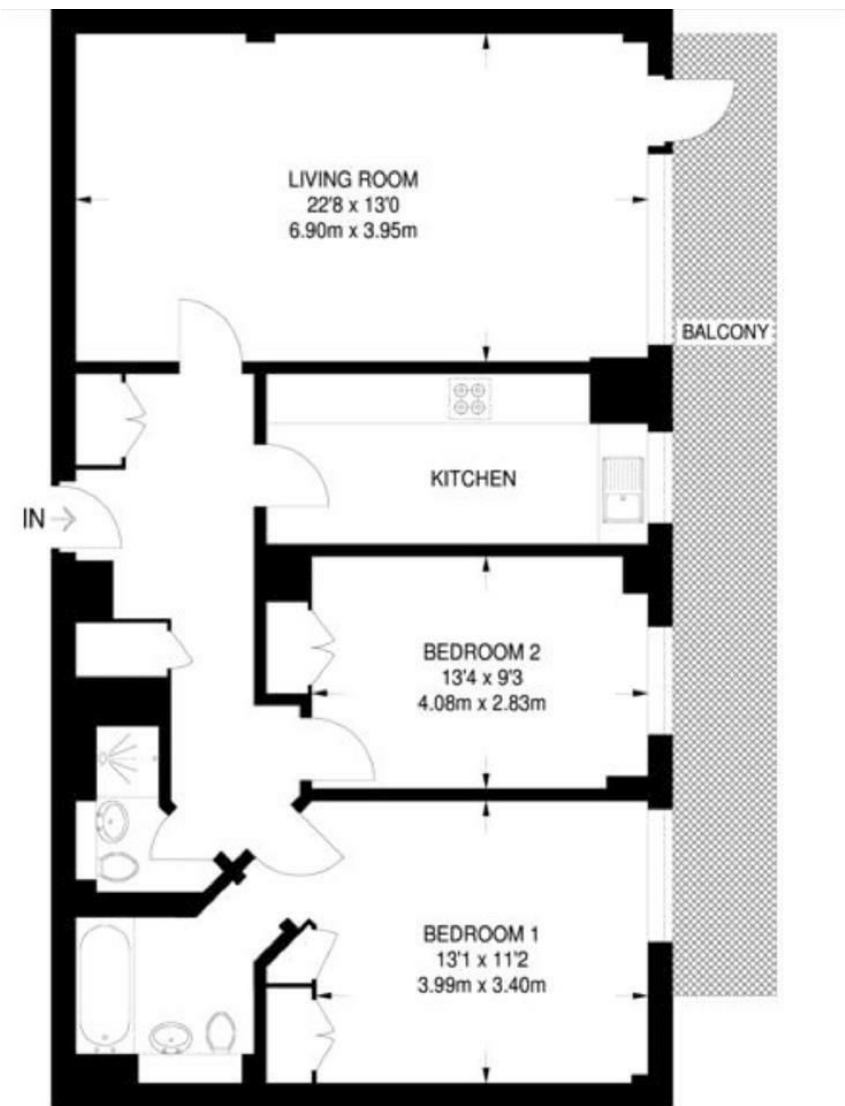 LIVING ROOM
22'8 x 13'0
6.90m x 3.95m
BALCONY
KITCHEN
IN
BEDROOM 2
13'4 x 9'3
4.08m x 2.83m
BEDROOM 1
13'1 x 11'2
3.99m x 3.40m